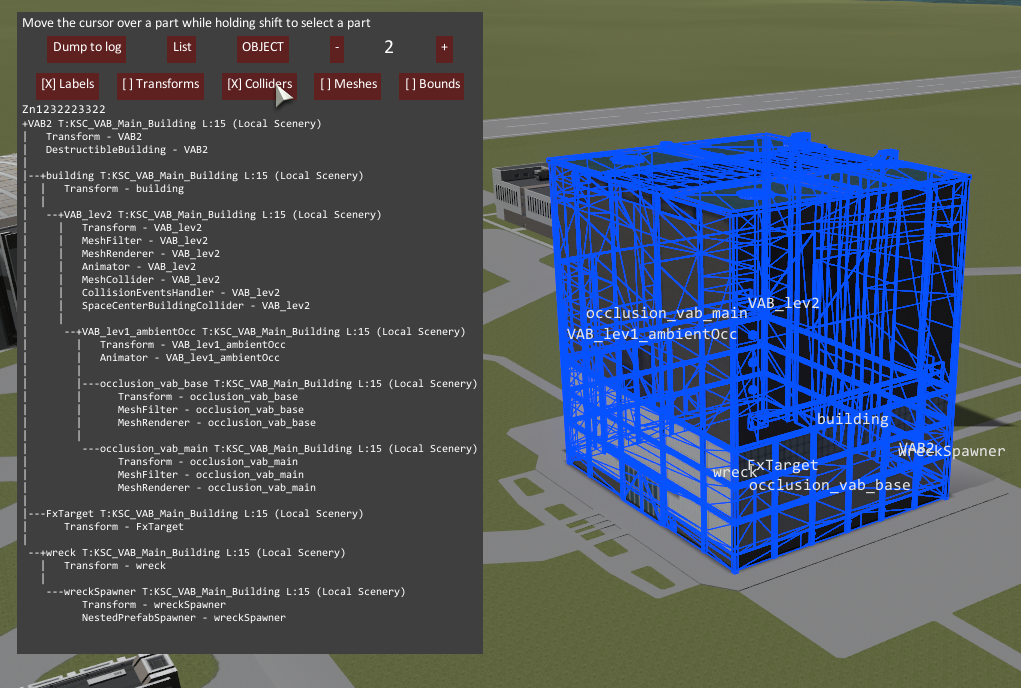 Move the cursor over a part while holding shift to select a part
Dump to log List OBJECT - 2 +
[X] Labels [ ] Transforms [X] Colliders [ ] Meshes [ ] Bounds
Zn1232223322
+VAB2 T:KSC_VAB_Main_Building L:15 (Local Scenery)
|   Transform - VAB2
|   DestructibleBuilding - VAB2
|
|--+building T:KSC_VAB_Main_Building L:15 (Local Scenery)
|  |   Transform - building
|  |
|   --+VAB_lev2 T:KSC_VAB_Main_Building L:15 (Local Scenery)
|     |   Transform - VAB_lev2
|     |   MeshFilter - VAB_lev2
|     |   MeshRenderer - VAB_lev2
|     |   Animator - VAB_lev2
|     |   MeshCollider - VAB_lev2
|     |   CollisionEventsHandler - VAB_lev2
|     |   SpaceCenterBuildingCollider - VAB_lev2
|     |
|      --+VAB_lev1_ambientOcc T:KSC_VAB_Main_Building L:15 (Local Scenery)
|        |   Transform - VAB_lev1_ambientOcc
|        |   Animator - VAB_lev1_ambientOcc
|        |
|        |---occlusion_vab_base T:KSC_VAB_Main_Building L:15 (Local Scenery)
|        |      Transform - occlusion_vab_base
|        |      MeshFilter - occlusion_vab_base
|        |      MeshRenderer - occlusion_vab_base
|        |
|         ---occlusion_vab_main T:KSC_VAB_Main_Building L:15 (Local Scenery)
|               Transform - occlusion_vab_main
|               MeshFilter - occlusion_vab_main
|               MeshRenderer - occlusion_vab_main
|
|---FxTarget T:KSC_VAB_Main_Building L:15 (Local Scenery)
|      Transform - FxTarget
|
 --+wreck T:KSC_VAB_Main_Building L:15 (Local Scenery)
   |   Transform - wreck
   |
    ---wreckSpawner T:KSC_VAB_Main_Building L:15 (Local Scenery)
          Transform - wreckSpawner
          NestedPrefabSpawner - wreckSpawner
VAB_lev2
occlusion_vab_main
VAB_lev1_ambientOcc
building
VAB2
wreckSpawner
FxTarget
wreck
occlusion_vab_base